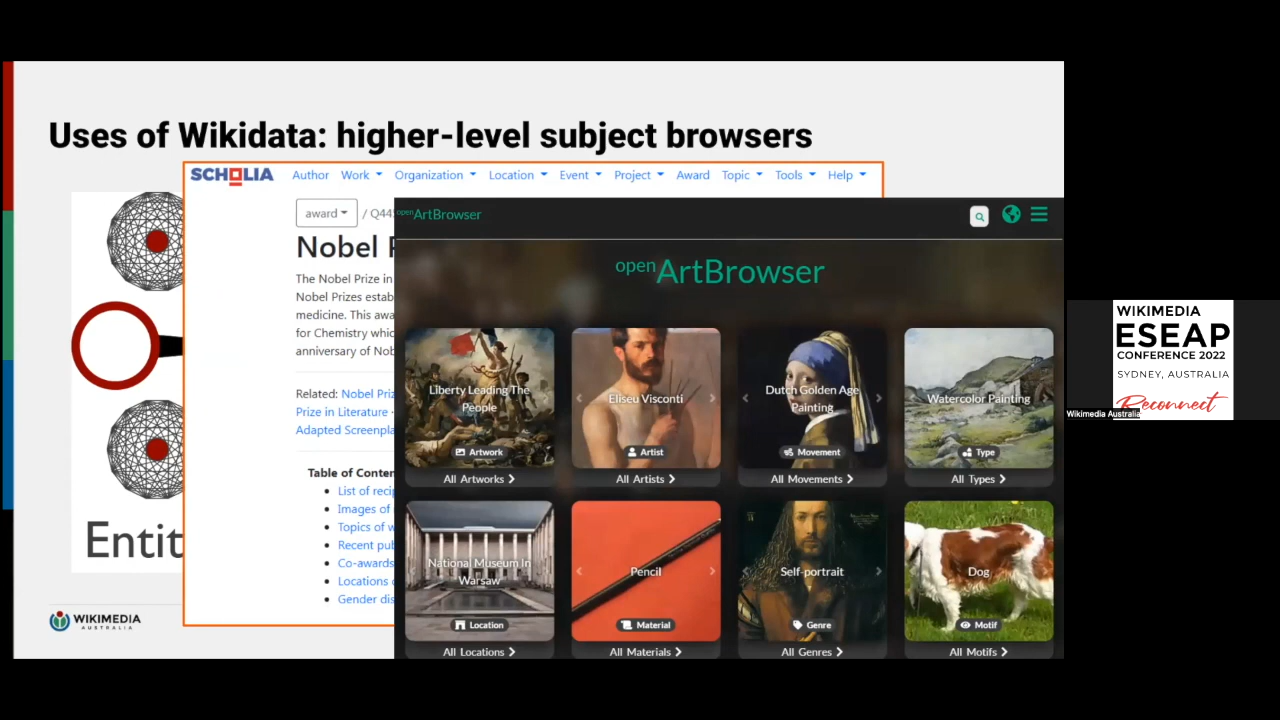 Uses of Wikidata: higher-level subject browsers
SCHOLIA Author Work Organization Location Event Project Award Topic Tools Help
award / Q44
Nobel
The Nobel Prize in
Nobel Prizes estab
medicine. This awa
for Chemistry whic
anniversary of Nob
Related: Nobel Priz
Prize in Literature ·
Adapted Screenpla
Table of Conten
List of recip
Images of
Topics of w
Recent pub
Co-awards
Locations
Gender dis
Entit
WIKIMEDIA
AUSTRALIA
openArtBrowser
openArtBrowser
Liberty Leading The
People
Artwork
All Artworks
Eliseu Visconti
Artist
All Artists
Dutch Golden Age
Painting
Movement
All Movements
Watercolor Painting
Type
All Types
National Museum In
Warsaw
Location
All Locations
Pencil
Material
All Materials
Self-portrait
Genre
All Genres
Dog
Motif
All Motifs
WIKIMEDIA
ESEAP
CONFERENCE 2022
SYDNEY, AUSTRALIA
Reconnect
Wikimedia Australia